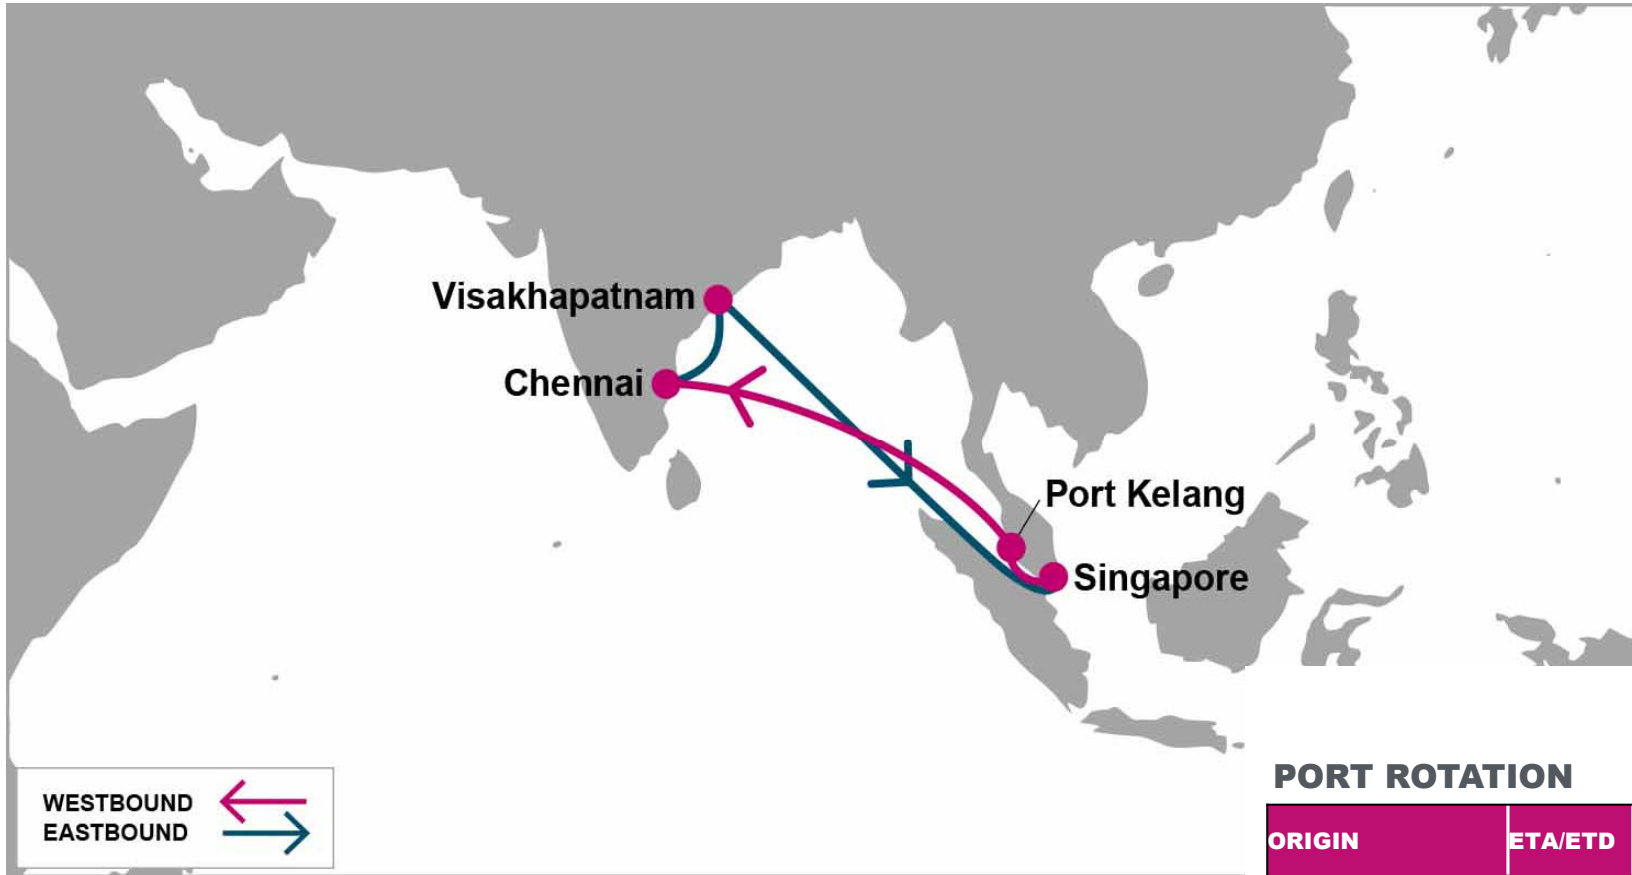 Visakhapatnam
Chennai
Port Kelang
Singapore
WESTBOUND
EASTBOUND
PORT ROTATION
ORIGIN ETA/ETD